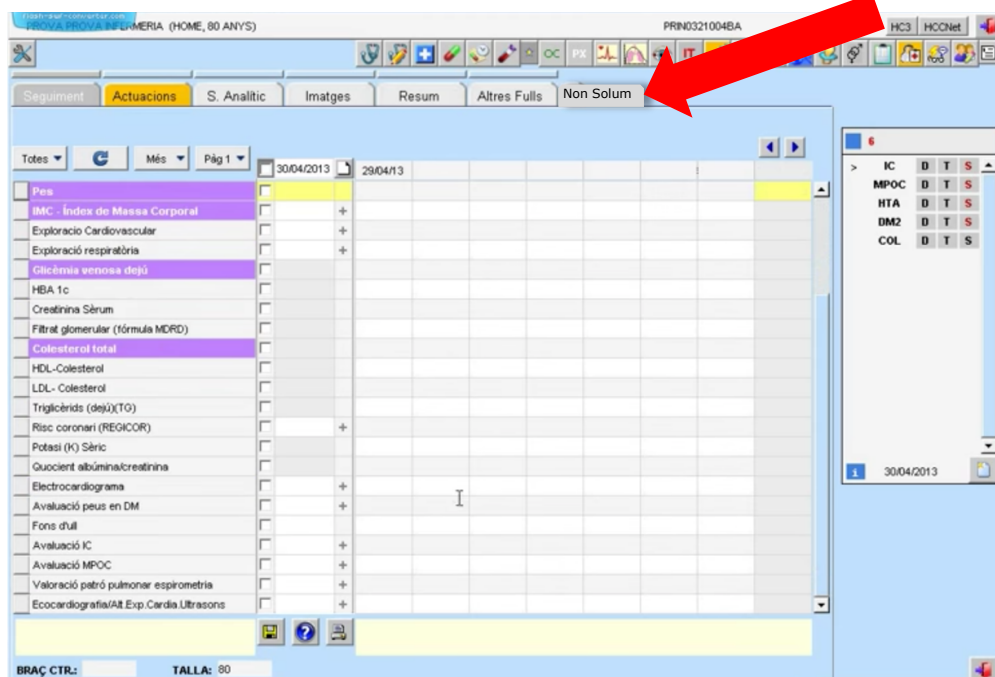 flash-swf-converter.com
PROVA PROVA INFERMERIA (HOME, 80 ANYS)
PRIN0321004BA
HC3
HCCNet
OC
PX
IT
Seguiment
Actuacions
S. Analític
Imatges
Resum
Altres Fulls
Non Solum
Totes
Més
Pàg 1
30/04/2013
29/04/13
Pes
IMC - Índex de Massa Corporal
Exploracio Cardiovascular
Exploració respiratòria
Glicèmia venosa dejú
HBA 1c
Creatinina Sèrum
Filtrat glomerular (fórmula MDRD)
Colesterol total
HDL-Colesterol
LDL- Colesterol
Triglicèrids (dejú)(TG)
Risc coronari (REGICOR)
Potasi (K) Sèric
Quocient albúmina/creatinina
Electrocardiograma
Avaluació peus en DM
Fons d'ull
Avaluació IC
Avaluació MPOC
Valoració patró pulmonar espirometria
Ecocardiografia/Alt.Exp.Cardia.Ultrasons
BRAÇ CTR.:
TALLA: 80
6
> IC D T S
MPOC D T S
HTA D T S
DM2 D T S
COL D T S
30/04/2013